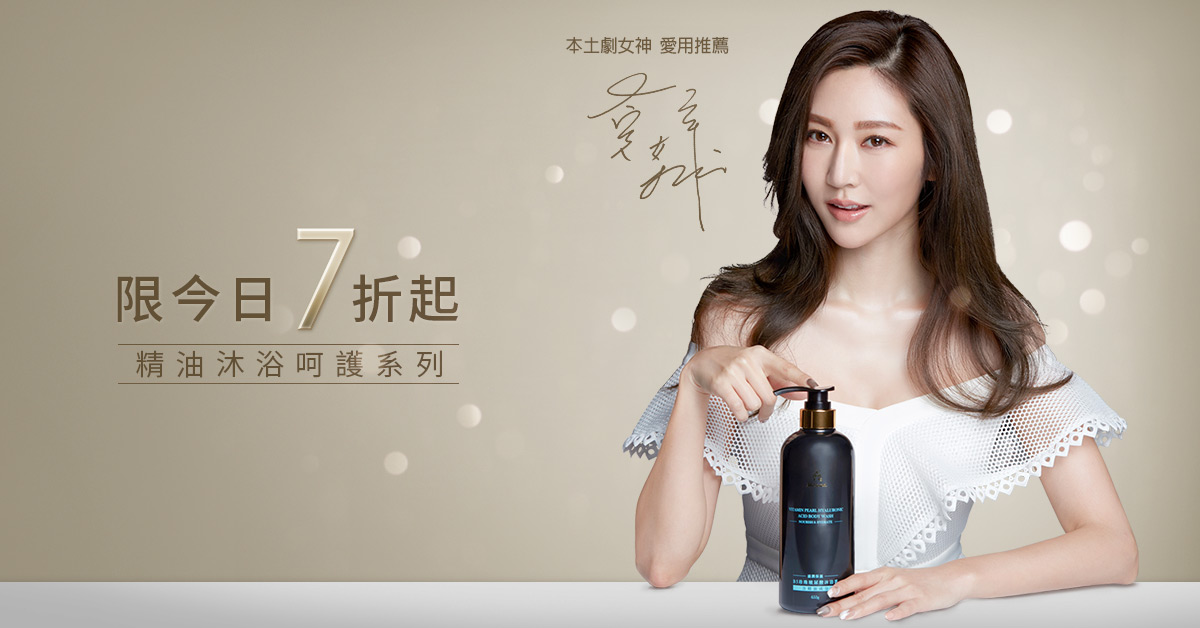 本土劇女神 愛用推薦
限今日7折起
精油沐浴呵護系列
VITAMIN PEARL HYALURONIC
ACID BODY WASH
NOURISH & HYDRATE